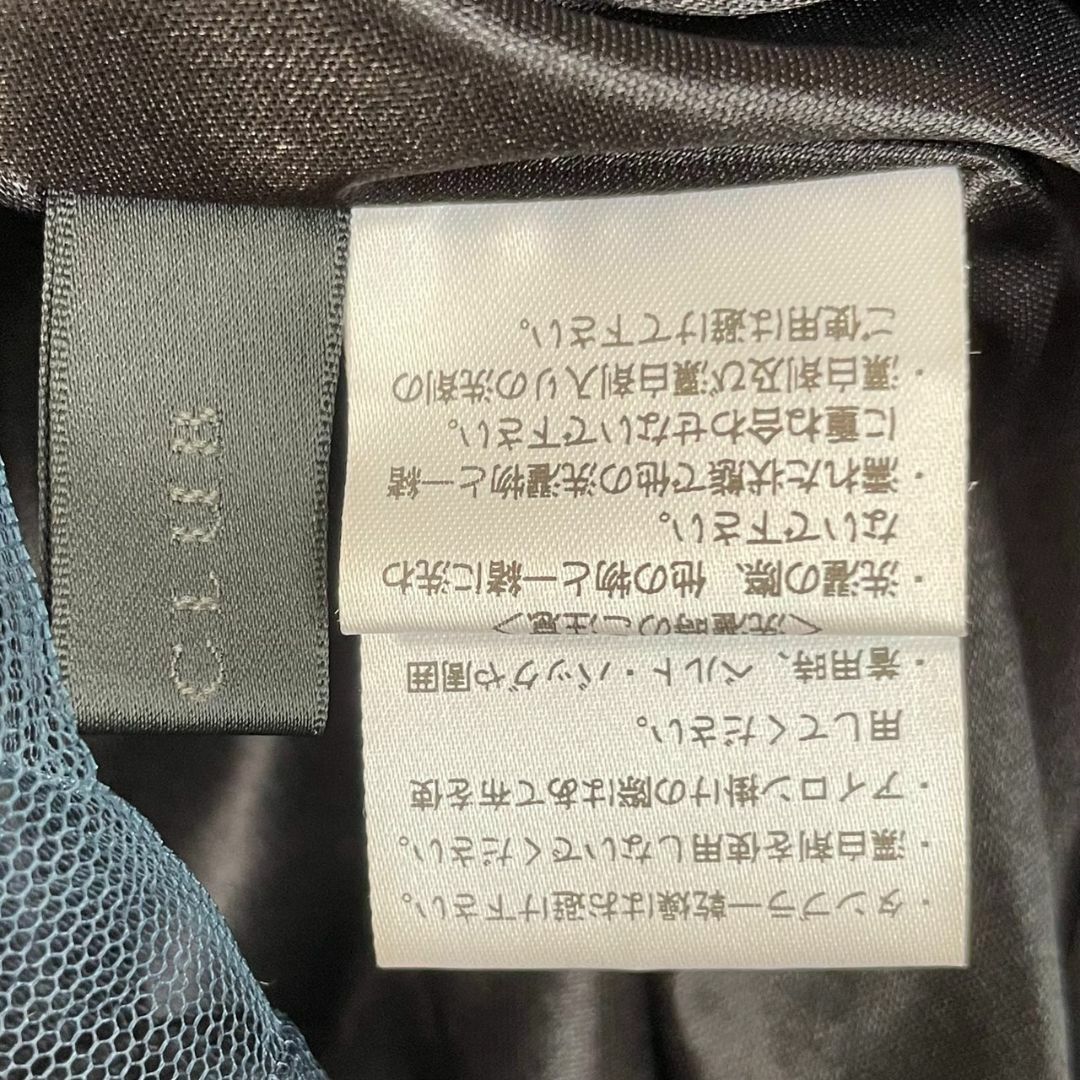 ・タンブラー乾燥はお避け下さい。
・漂白剤を使用しないでください。
・アイロン掛けの際はあて布を使
用してください。
・着用時、ベルト・バッグや周囲
<洗濯時のご注意>
・洗濯の際、他の物と一緒に洗わ
ないで下さい。
・濡れた状態で他の洗濯物と一緒
に重ね合わせないで下さい。
・漂白剤及び漂白剤入りの洗剤の
ご使用は避けて下さい。